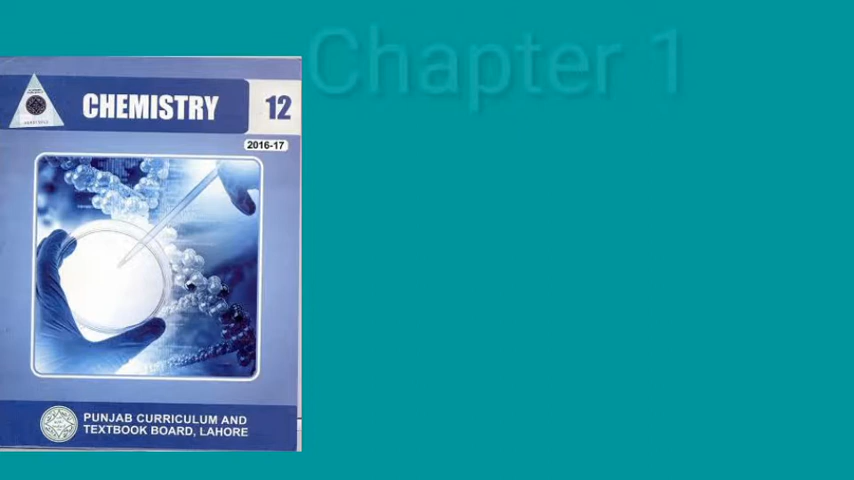 Chapter 1
CHEMISTRY 12
2016-17
PUNJAB CURRICULUM AND
TEXTBOOK BOARD, LAHORE